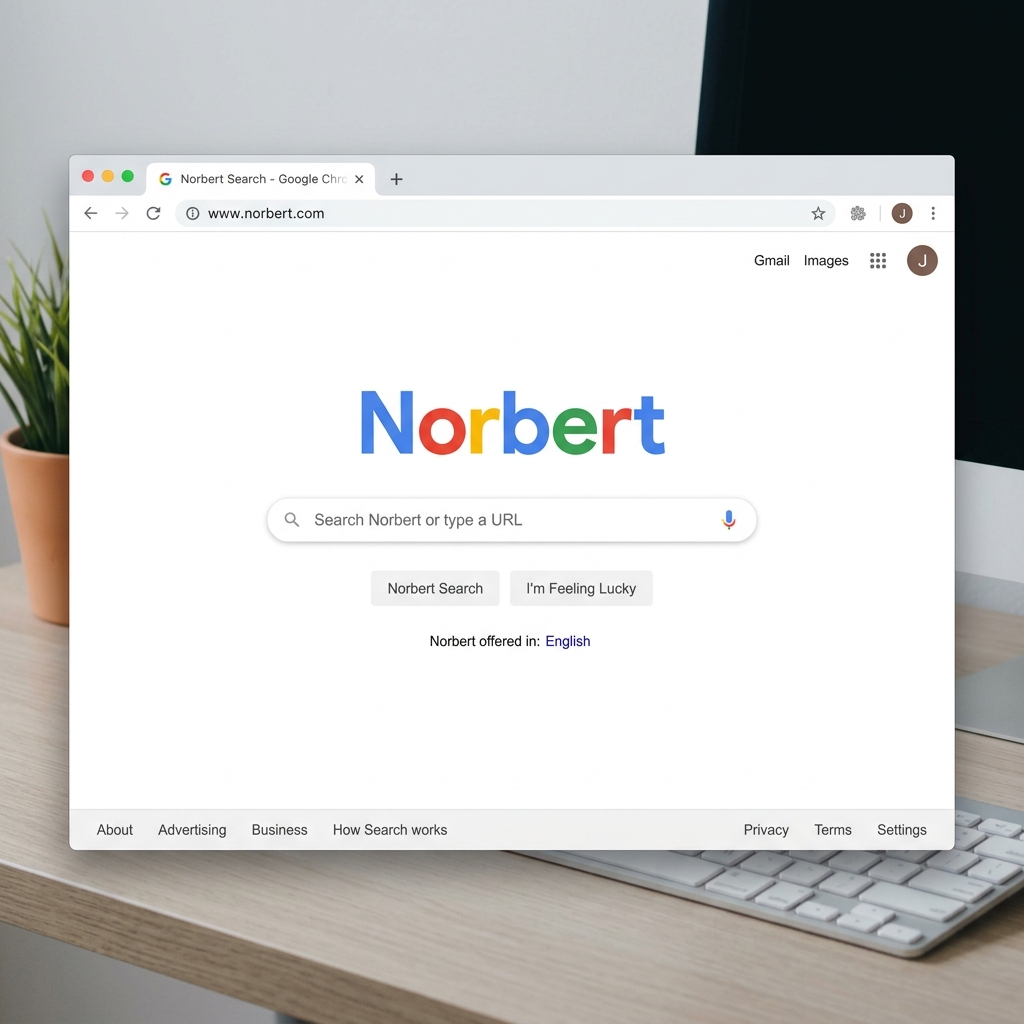 Norbert Search - Google Chro
www.norbert.com
J
Gmail Images J
Norbert
Search Norbert or type a URL
Norbert Search I'm Feeling Lucky
Norbert offered in: English
About Advertising Business How Search works Privacy Terms Settings